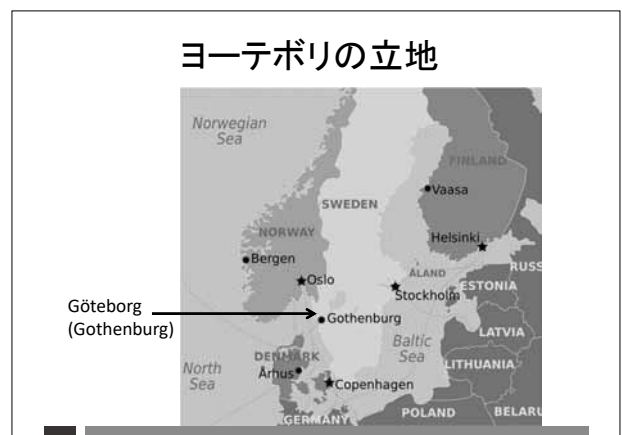 ヨーテボリの立地
Norwegian
Sea
FINLAND
Vaasa
SWEDEN
NORWAY
Helsinki
Bergen
RUSS
Oslo
ÅLAND
ESTONIA
Stockholm
Göteborg
(Gothenburg)
Gothenburg
LATVIA
Baltic
Sea
DENMARK
North
Sea
Århus
LITHUANIA
Copenhagen
POLAND
BELARU
GERMANY